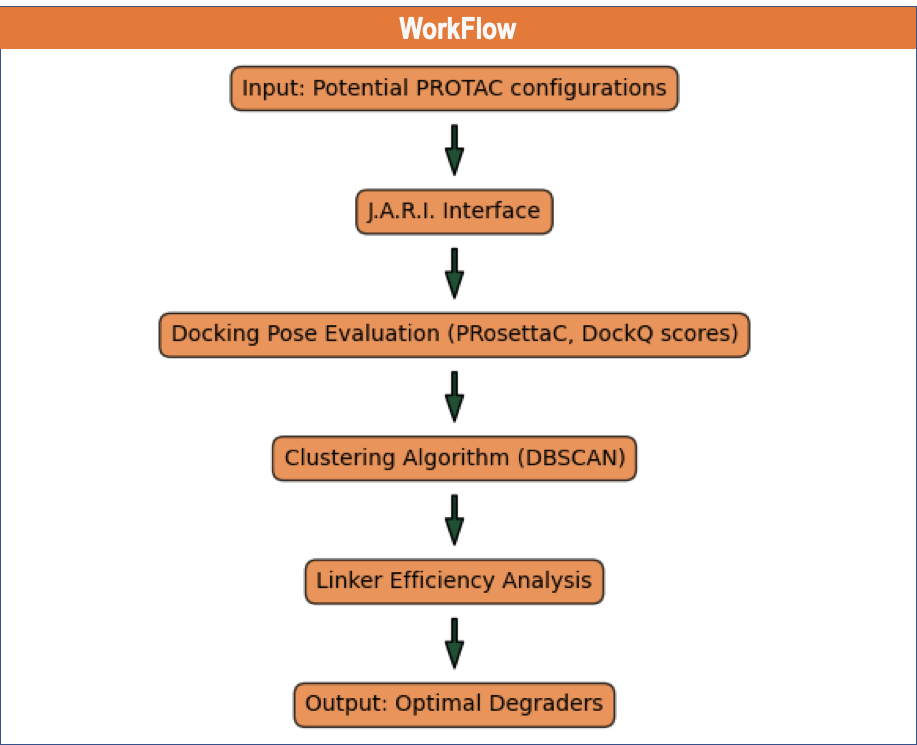 WorkFlow
Input: Potential PROTAC configurations
J.A.R.I. Interface
Docking Pose Evaluation (PRosettaC, DockQ scores)
Clustering Algorithm (DBSCAN)
Linker Efficiency Analysis
Output: Optimal Degraders